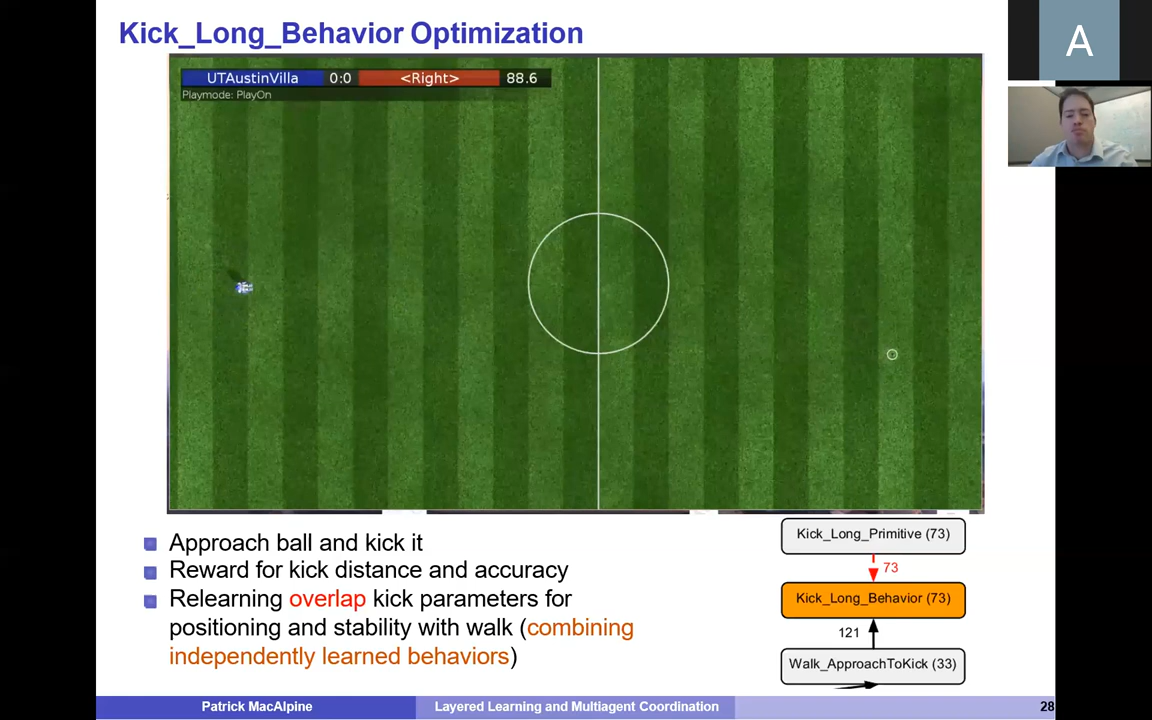 Kick_Long_Behavior Optimization
UTAustinVilla 0:0 <Right> 88.6
Playmode: PlayOn
A
Approach ball and kick it
Reward for kick distance and accuracy
Relearning overlap kick parameters for
positioning and stability with walk (combining
independently learned behaviors)
Kick_Long_Primitive (73)
73
Kick_Long_Behavior (73)
121
Walk_ApproachToKick (33)
Patrick MacAlpine Layered Learning and Multiagent Coordination 28